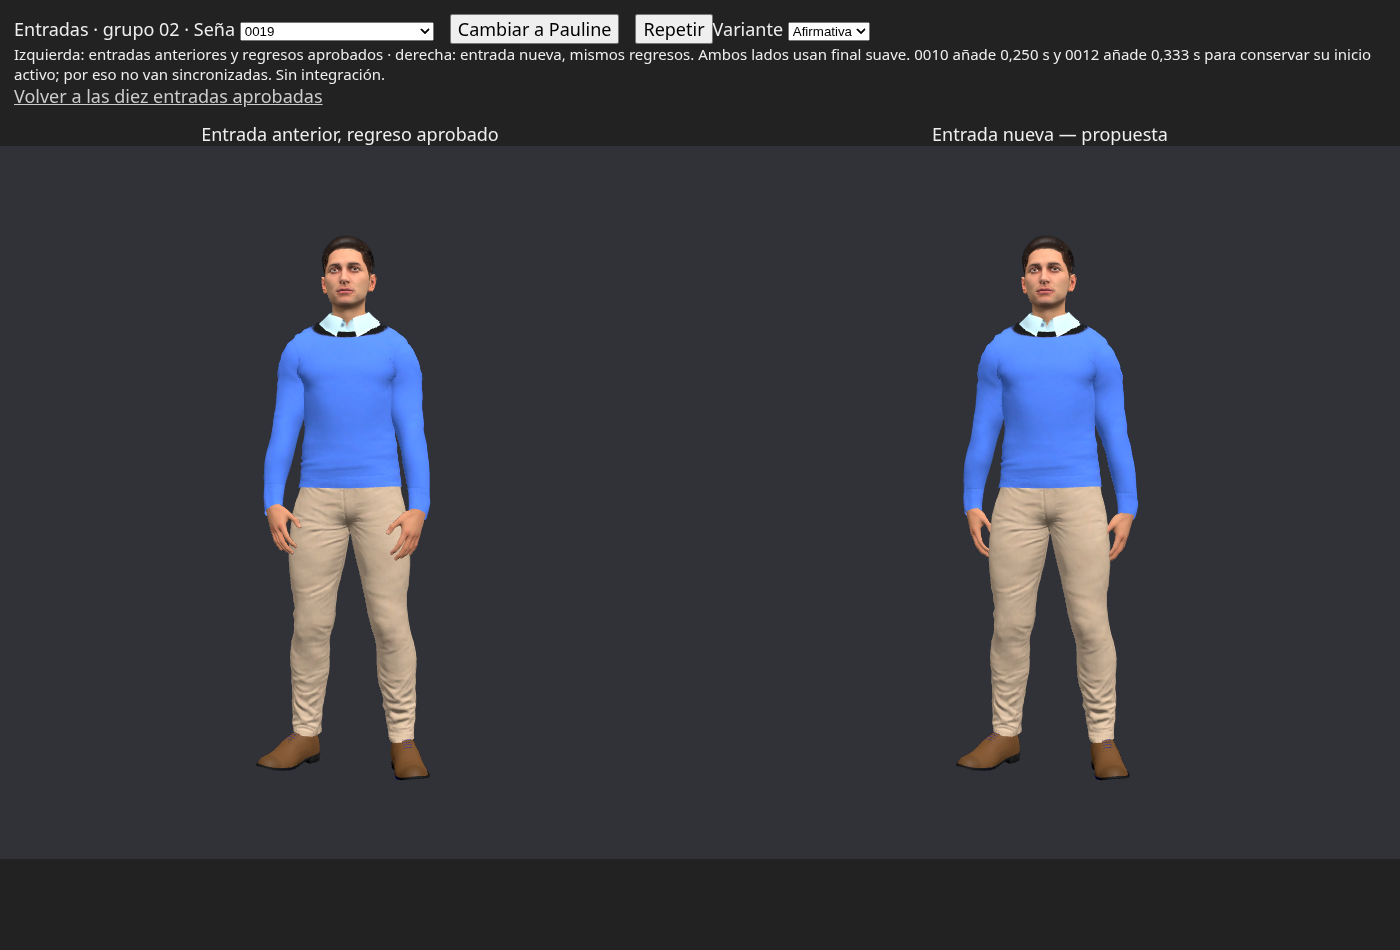 Entradas · grupo 02 · Seña 0019 Cambiar a Pauline Repetir Variante Afirmativa
Izquierda: entradas anteriores y regresos aprobados · derecha: entrada nueva, mismos regresos. Ambos lados usan final suave. 0010 añade 0,250 s y 0012 añade 0,333 s para conservar su inicio
activo; por eso no van sincronizadas. Sin integración.
Volver a las diez entradas aprobadas
Entrada anterior, regreso aprobado
Entrada nueva — propuesta